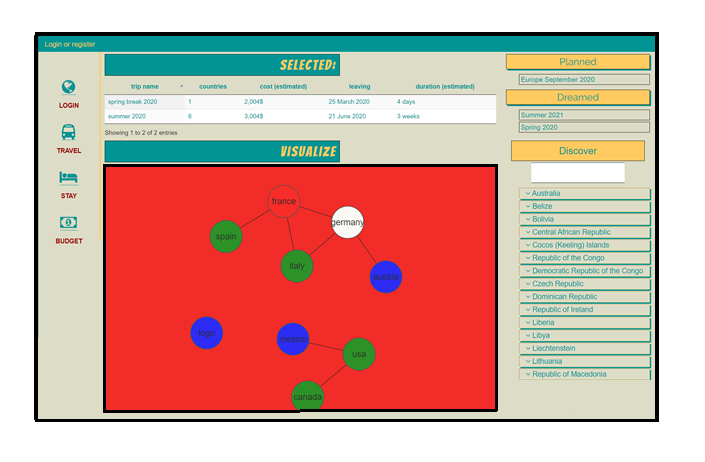 Login or register
LOGIN
TRAVEL
STAY
BUDGET
SELECTED:
trip name countries cost (estimated) leaving duration (estimated)
spring break 2020 1 2,004$ 25 March 2020 4 days
summer 2020 8 3,004$ 21 June 2020 3 weeks
Showing 1 to 2 of 2 entries
VISUALIZE
france
germany
spain
italy
austria
togo
mexico
usa
canada
Planned
Europe September 2020
Dreamed
Summer 2021
Spring 2020
Discover
Australia
Belize
Bolivia
Central African Republic
Cocos (Keeling) Islands
Republic of the Congo
Democratic Republic of the Congo
Czech Republic
Dominican Republic
Republic of Ireland
Liberia
Libya
Liechtenstein
Lithuania
Republic of Macedonia